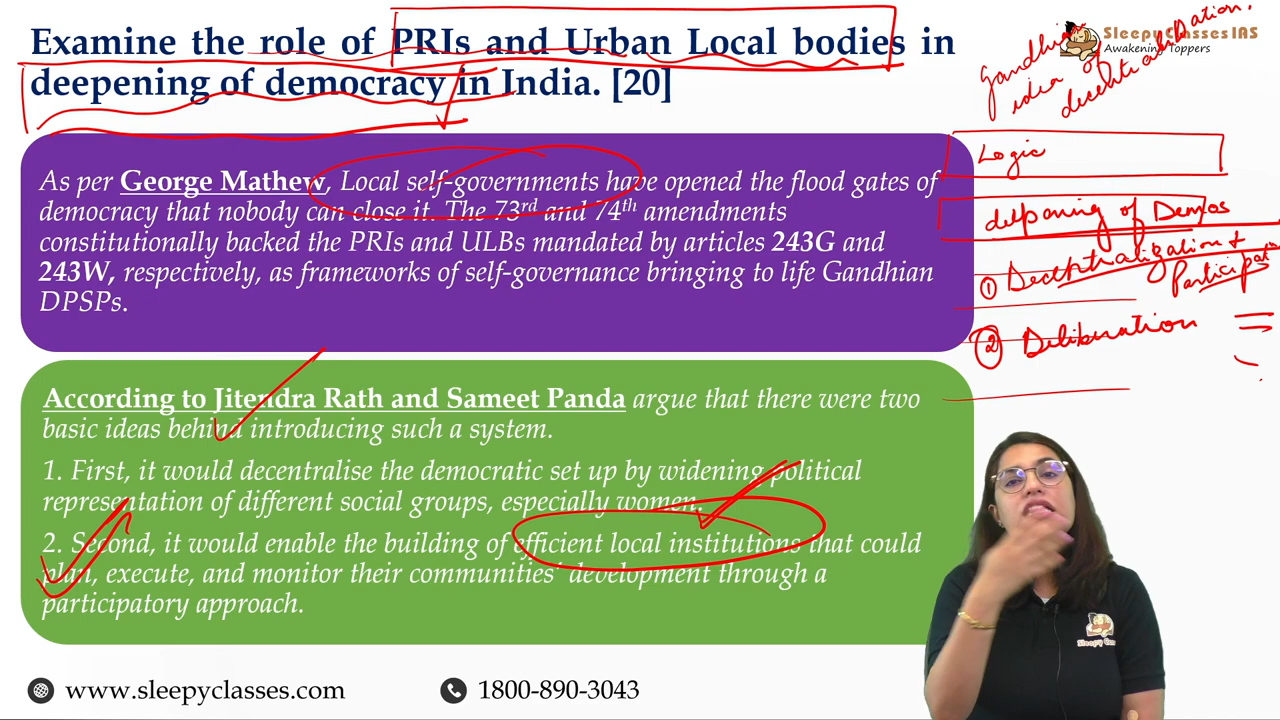 Examine the role of PRIs and Urban Local bodies in
deepening of democracy in India. [20]
SleepyClasses IAS
Awakening Toppers
Gandhian
idea of
decentralisation.
As per George Mathew, Local self-governments have opened the flood gates of
democracy that nobody can close it. The 73rd and 74th amendments
constitutionally backed the PRIs and ULBs mandated by articles 243G and
243W, respectively, as frameworks of self-governance bringing to life Gandhian
DPSPs.
Logic
deepening of
① Decentralization +
② Deliberation
According to Jitendra Rath and Sameet Panda argue that there were two
basic ideas behind introducing such a system.
1. First, it would decentralise the democratic set up by widening political
representation of different social groups, especially women.
2. Second, it would enable the building of efficient local institutions that could
plan, execute, and monitor their communities' development through a
participatory approach.
www.sleepyclasses.com
1800-890-3043